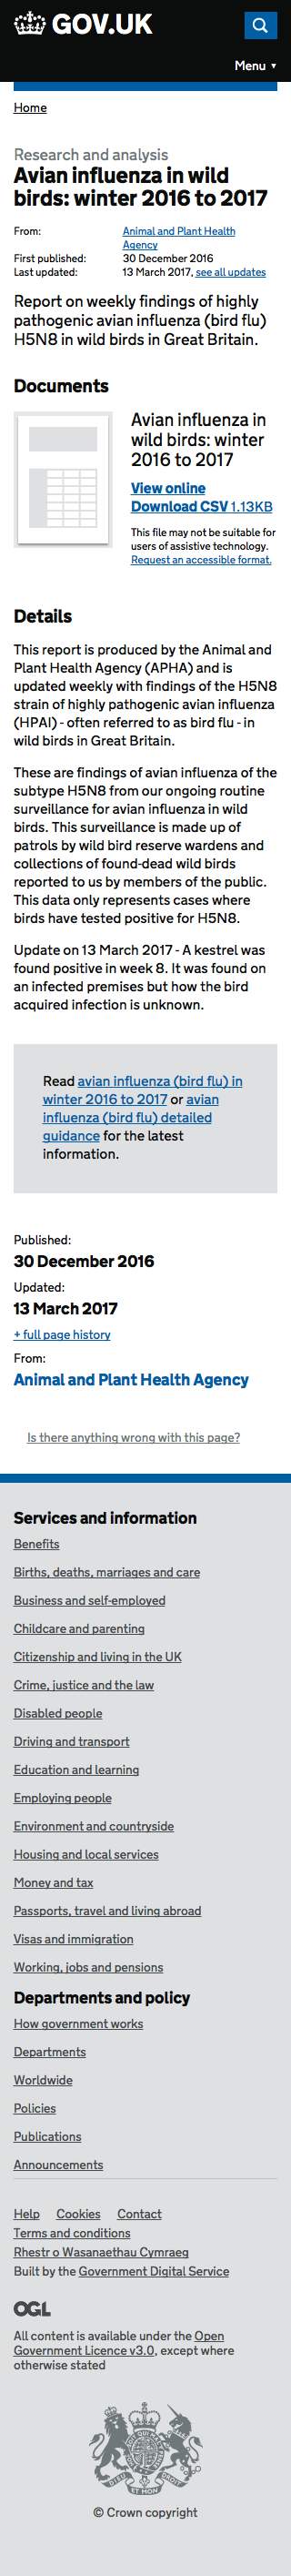 GOV.UK
Menu ▼
Home
Research and analysis
Avian influenza in wild
birds: winter 2016 to 2017
From: Animal and Plant Health
Agency
First published: 30 December 2016
Last updated: 13 March 2017, see all updates
Report on weekly findings of highly
pathogenic avian influenza (bird flu)
H5N8 in wild birds in Great Britain.
Documents
Avian influenza in
wild birds: winter
2016 to 2017
View online
Download CSV 1.13KB
This file may not be suitable for
users of assistive technology.
Request an accessible format.
Details
This report is produced by the Animal and
Plant Health Agency (APHA) and is
updated weekly with findings of the H5N8
strain of highly pathogenic avian influenza
(HPAI) - often referred to as bird flu - in
wild birds in Great Britain.
These are findings of avian influenza of the
subtype H5N8 from our ongoing routine
surveillance for avian influenza in wild
birds. This surveillance is made up of
patrols by wild bird reserve wardens and
collections of found-dead wild birds
reported to us by members of the public.
This data only represents cases where
birds have tested positive for H5N8.
Update on 13 March 2017 - A kestrel was
found positive in week 8. It was found on
an infected premises but how the bird
acquired infection is unknown.
Read avian influenza (bird flu) in
winter 2016 to 2017 or avian
influenza (bird flu) detailed
guidance for the latest
information.
Published:
30 December 2016
Updated:
13 March 2017
+ full page history
From:
Animal and Plant Health Agency
Is there anything wrong with this page?
Services and information
Benefits
Births, deaths, marriages and care
Business and self-employed
Childcare and parenting
Citizenship and living in the UK
Crime, justice and the law
Disabled people
Driving and transport
Education and learning
Employing people
Environment and countryside
Housing and local services
Money and tax
Passports, travel and living abroad
Visas and immigration
Working, jobs and pensions
Departments and policy
How government works
Departments
Worldwide
Policies
Publications
Announcements
Help Cookies Contact
Terms and conditions
Rhestr o Wasanaethau Cymraeg
Built by the Government Digital Service
OGL
All content is available under the Open
Government Licence v3.0, except where
otherwise stated
DIEU ET MON DROIT
© Crown copyright